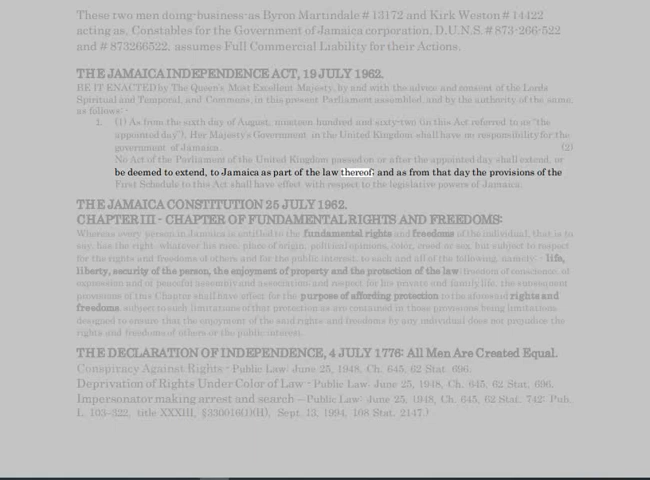 These two men doing-business-as Byron Martindale # 13172 and Kirk Weston # 14422
acting as, Constables for the Government of Jamaica corporation, D.U.N.S. # 873-266-522
and # 873266522, assumes Full Commercial Liability for their Actions.
THE JAMAICA INDEPENDENCE ACT, 19 JULY 1962.
BE IT ENACTED by The Queen's Most Excellent Majesty, by and with the advice and consent of the Lords
Spiritual and Temporal, and Commons, in this present Parliament assembled, and by the authority of the same,
as follows: -
1. (1) As from the sixth day of August, nineteen hundred and sixty-two (in this Act referred to as "the
appointed day"), Her Majesty's Government in the United Kingdom shall have no responsibility for the
government of Jamaica. (2)
No Act of the Parliament of the United Kingdom passed on or after the appointed day shall extend, or
be deemed to extend, to Jamaica as part of the law thereof; and as from that day the provisions of the
First Schedule to this Act shall have effect with respect to the legislative powers of Jamaica.
THE JAMAICA CONSTITUTION 25 JULY 1962.
CHAPTER III - CHAPTER OF FUNDAMENTAL RIGHTS AND FREEDOMS:
Whereas every person in Jamaica is entitled to the fundamental rights and freedoms of the individual, that is to
say, has the right, whatever his race, place of origin, political opinions, color, creed or sex, but subject to respect
for the rights and freedoms of others and for the public interest, to each and all of the following, namely: - life,
liberty, security of the person, the enjoyment of property and the protection of the law; freedom of conscience, of
expression and of peaceful assembly and association; and respect for his private and family life, the subsequent
provisions of this Chapter shall have effect for the purpose of affording protection to the aforesaid rights and
freedoms, subject to such limitations of that protection as are contained in those provisions being limitations
designed to ensure that the enjoyment of the said rights and freedoms by any individual does not prejudice the
rights and freedoms of others or the public interest.
THE DECLARATION OF INDEPENDENCE, 4 JULY 1776: All Men Are Created Equal.
Conspiracy Against Rights - Public Law: June 25, 1948, Ch. 645, 62 Stat. 696.
Deprivation of Rights Under Color of Law - Public Law: June 25, 1948, Ch. 645, 62 Stat. 696.
Impersonator making arrest and search – Public Law: June 25, 1948, Ch. 645, 62 Stat. 742; Pub.
L. 103–322, title XXXIII, §330016(1)(H), Sept. 13, 1994, 108 Stat. 2147.)